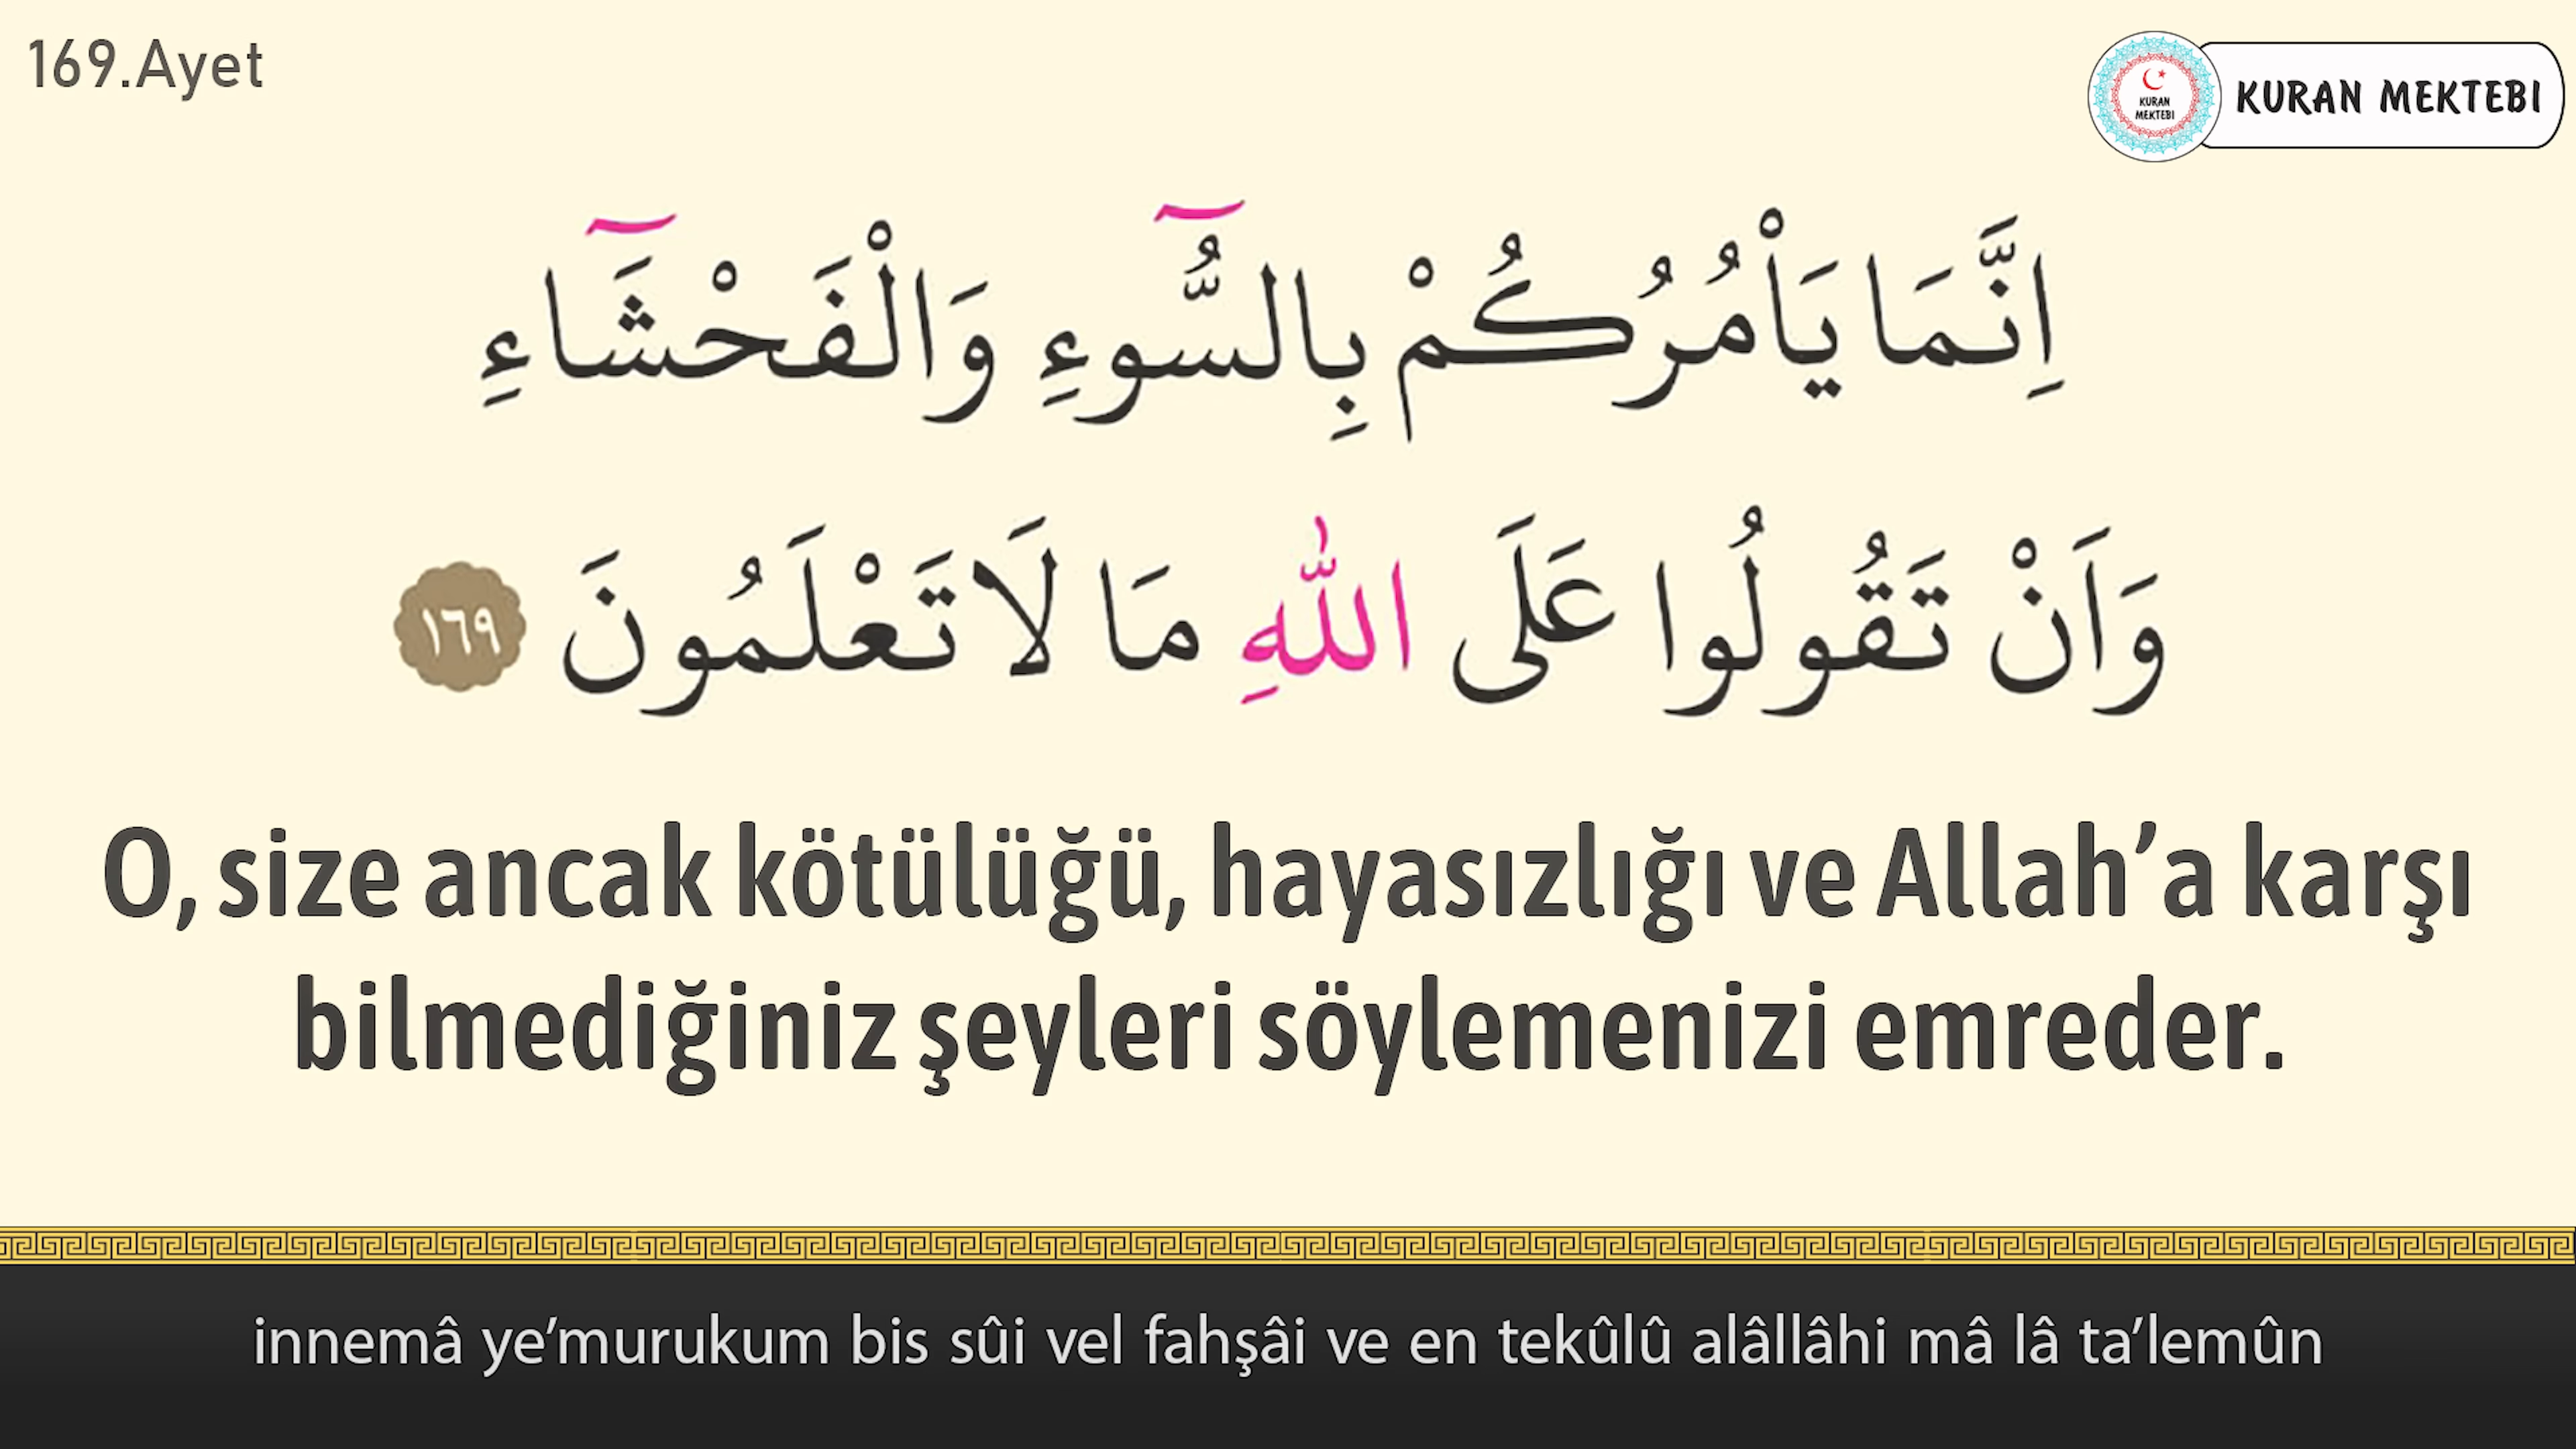 169.Ayet
KURAN
MEKTEBI
KURAN MEKTEBI
اِنَّمَا يَاْمُرُكُمْ بِالسُّٓوءِ وَالْفَحْشَٓاءِ
وَاَنْ تَقُولُوا عَلَى اللّٰهِ مَا لَا تَعْلَمُونَ ١٦٩
O, size ancak kötülüğü, hayasızlığı ve Allah’a karşı
bilmediğiniz şeyleri söylemenizi emreder.
innemâ ye’murukum bis sûi vel fahşâi ve en tekûlû alâllâhi mâ lâ ta’lemûn